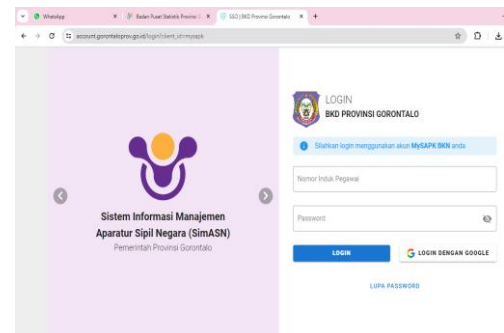 WhatsApp
Badan Pusat Statistik Provinsi
SSO | BKD Provinsi Gorontalo
account.gorontaloprov.go.id/login?client_id=mysapk
Sistem Informasi Manajemen
Aparatur Sipil Negara (SimASN)
Pemerintah Provinsi Gorontalo
LOGIN
BKD PROVINSI GORONTALO
Silahkan login menggunakan akun MySAPK BKN anda
Nomor Induk Pegawai
Password
LOGIN
LOGIN DENGAN GOOGLE
LUPA PASSWORD